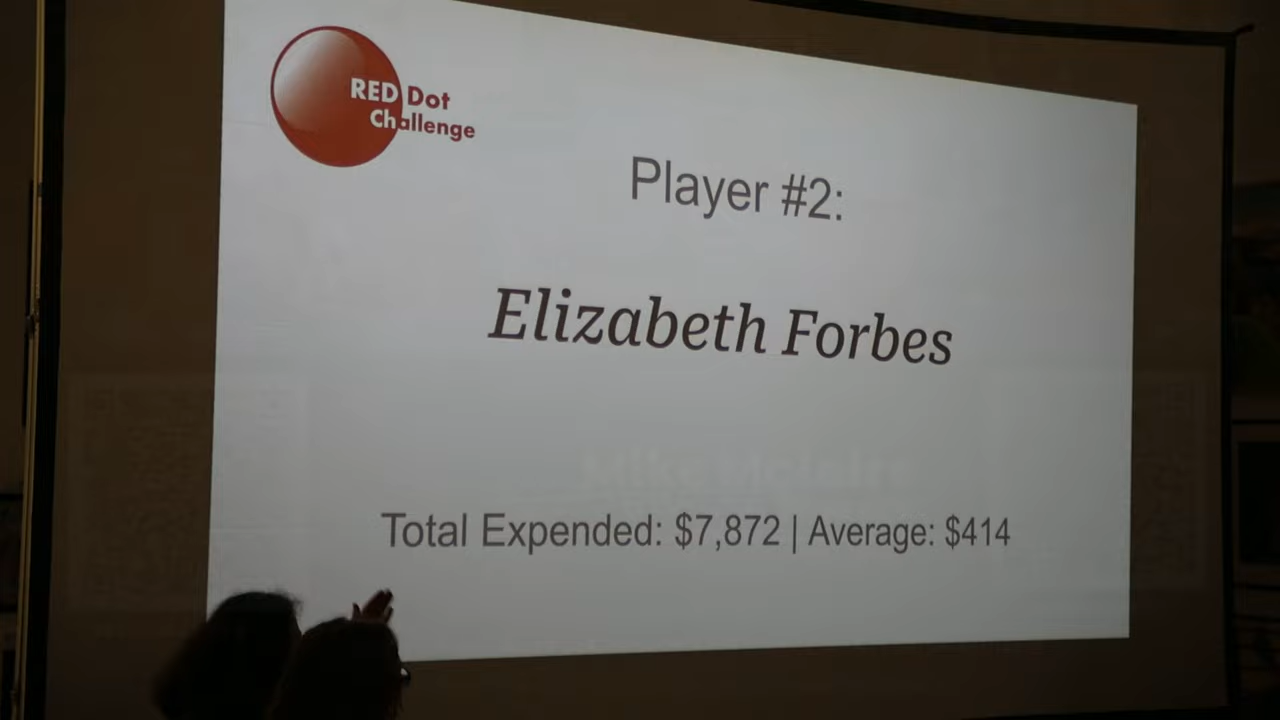 RED Dot
Challenge
Player #2:
Elizabeth Forbes
Total Expended: $7,872 | Average: $414